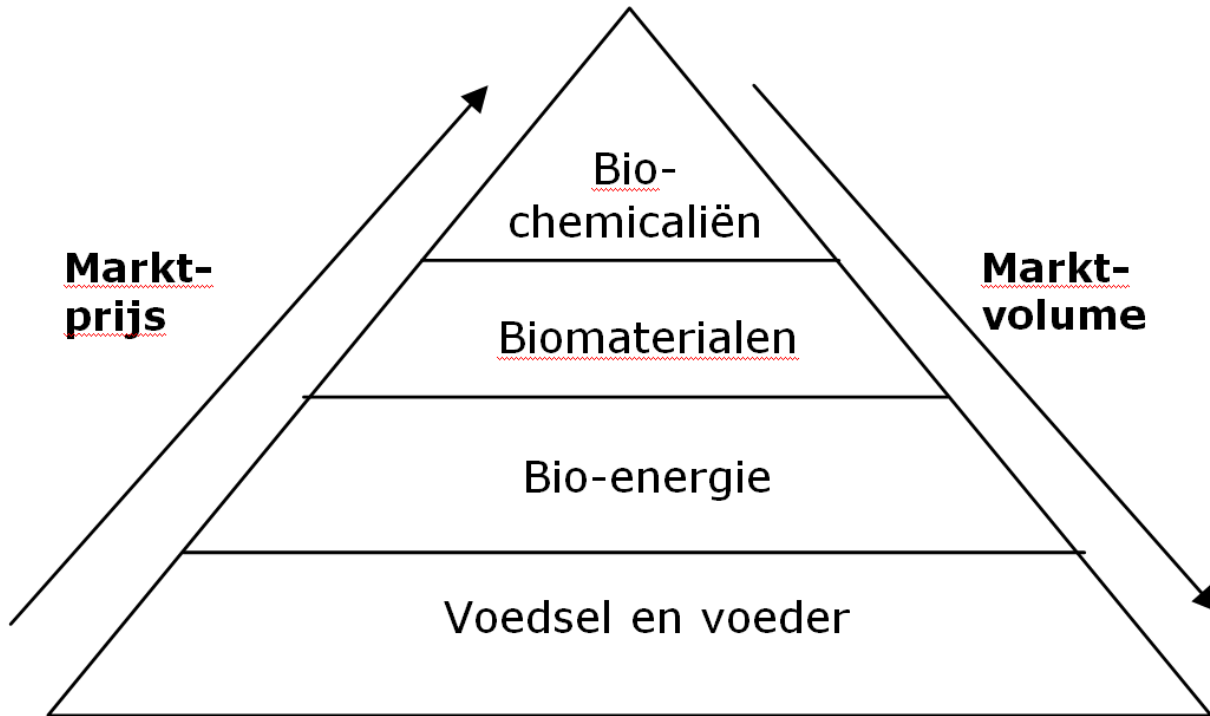 Bio-
chemicaliën
Markt-
prijs
Markt-
volume
Biomaterialen
Bio-energie
Voedsel en voeder